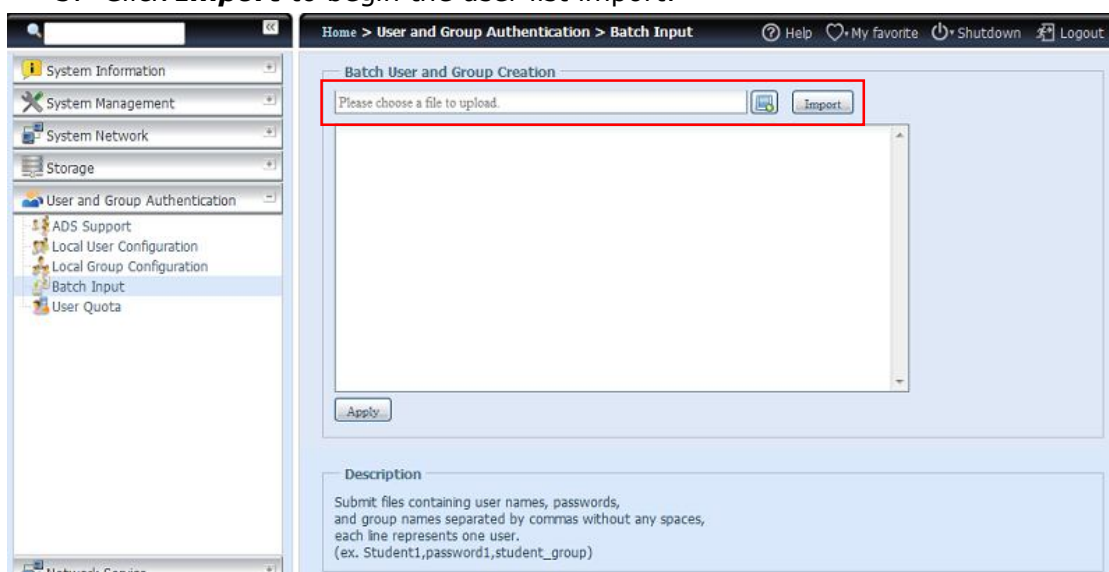 Click Import to begin the user list import.
Home > User and Group Authentication > Batch Input
Help
My favorite
Shutdown
Logout
System Information
System Management
System Network
Storage
User and Group Authentication
ADS Support
Local User Configuration
Local Group Configuration
Batch Input
User Quota
Network Service
Batch User and Group Creation
Please choose a file to upload.
Import
Apply
Description
Submit files containing user names, passwords,
and group names separated by commas without any spaces,
each line represents one user.
(ex. Student1,password1,student_group)